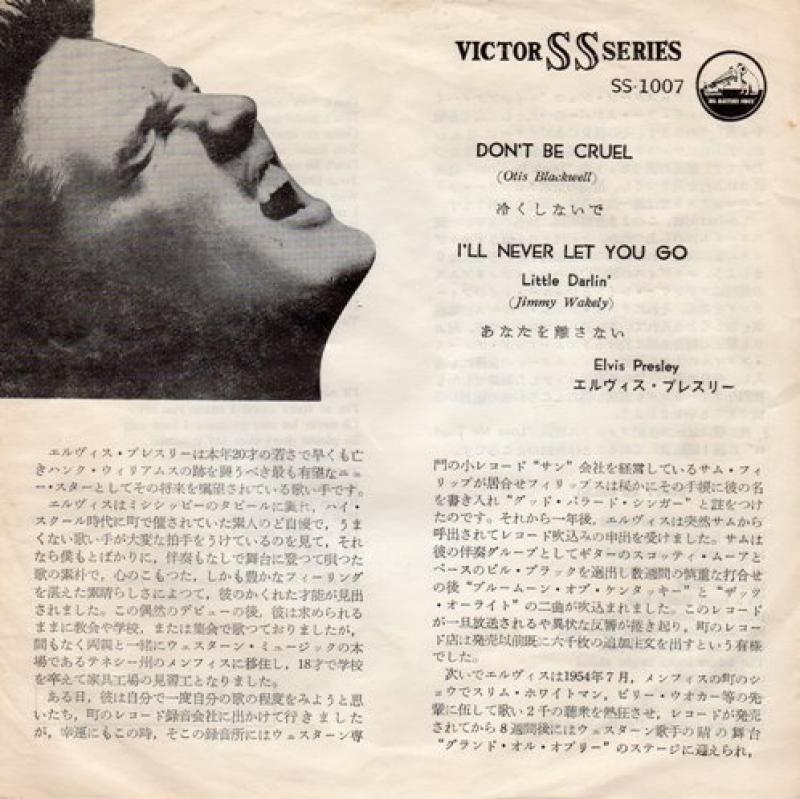 VICTOR SS SERIES
SS-1007
"HIS MASTER'S VOICE"
DON'T BE CRUEL
(Otis Blackwell)
冷くしないで
I'LL NEVER LET YOU GO
Little Darlin'
(Jimmy Wakely)
あなたを離さない
Elvis Presley
エルヴィス・プレスリー
エルヴィス・プレスリーは本年20才の若さで早くも亡
きハンク・ウィリアムスの跡を襲うべき最も有望なニュ
ー・スターとしてその将来を嘱望されている歌い手です。
エルヴィスはミシシッピーのタピールに生れ，ハイ・
スクール時代に町で催されていた素人のど自慢で，うま
くない歌い手が大変な拍手をうけているのを見て，それ
なら僕もとばかりに，伴奏もなしで舞台に登つて唄つた
歌の素朴で，心のこもつた，しかも豊かなフィーリング
を湛えた素晴らしさによつて，彼のかくれた才能が見出
されました。この偶然のデビューの後，彼は求められる
ままに教会や学校，または集会で歌つておりましたが，
間もなく両親と一緒にウェスターン・ミュージックの本
場であるテネシー州のメンフィスに移住し，18才で学校
を卒えて家具工場の見習工となりました。
ある日，彼は自分で一度自分の歌の程度をみようと思
いたち，町のレコード録音会社に出かけて行きました
が，幸運にもこの時，そこの録音所にはウェスターン専
門の小レコード"サン"会社を経営しているサム・フィ
リップが居合せフィリップスは秘かにその手帳に彼の名
を書き入れ"グッド・バラード・シンガー"と註をつけ
たのです。それから一年後，エルヴィスは突然サムから
呼出されてレコード吹込みの申出を受けました。サムは
彼の伴奏グループとしてギターのスコッティ・ムーアと
ベースのビル・ブラックを選出し数週間の慎重な打合せ
の後"ブルームーン・オブ・ケンタッキー"と"ザッツ
・オーライト"の二曲が吹込まれました。このレコード
が一旦放送されるや異状な反響が捲き起り，町のレコー
ド店は発売以前既に六千枚の追加注文を出すという有様
でした。
次いでエルヴィスは1954年7月，メンフィスの町のシ
ョウでスリム・ホワイトマン，ビリー・ウオカー等の先
輩に伍して歌い2千の聴衆を熱狂させ，レコードが発売
されてから8週間後にはウェスターン歌手の晴の舞台
"グランド・オル・オプリー"のステージに迎えられ，